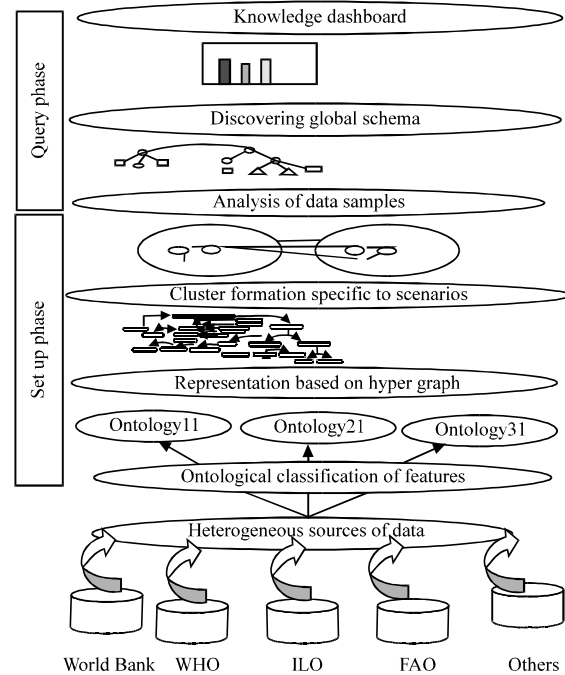 Knowledge dashboard
Query phase
Discovering global schema
Analysis of data samples
Set up phase
Cluster formation specific to scenarios
Representation based on hyper graph
Ontology11
Ontology21
Ontology31
Ontological classification of features
Heterogeneous sources of data
World Bank
WHO
ILO
FAO
Others